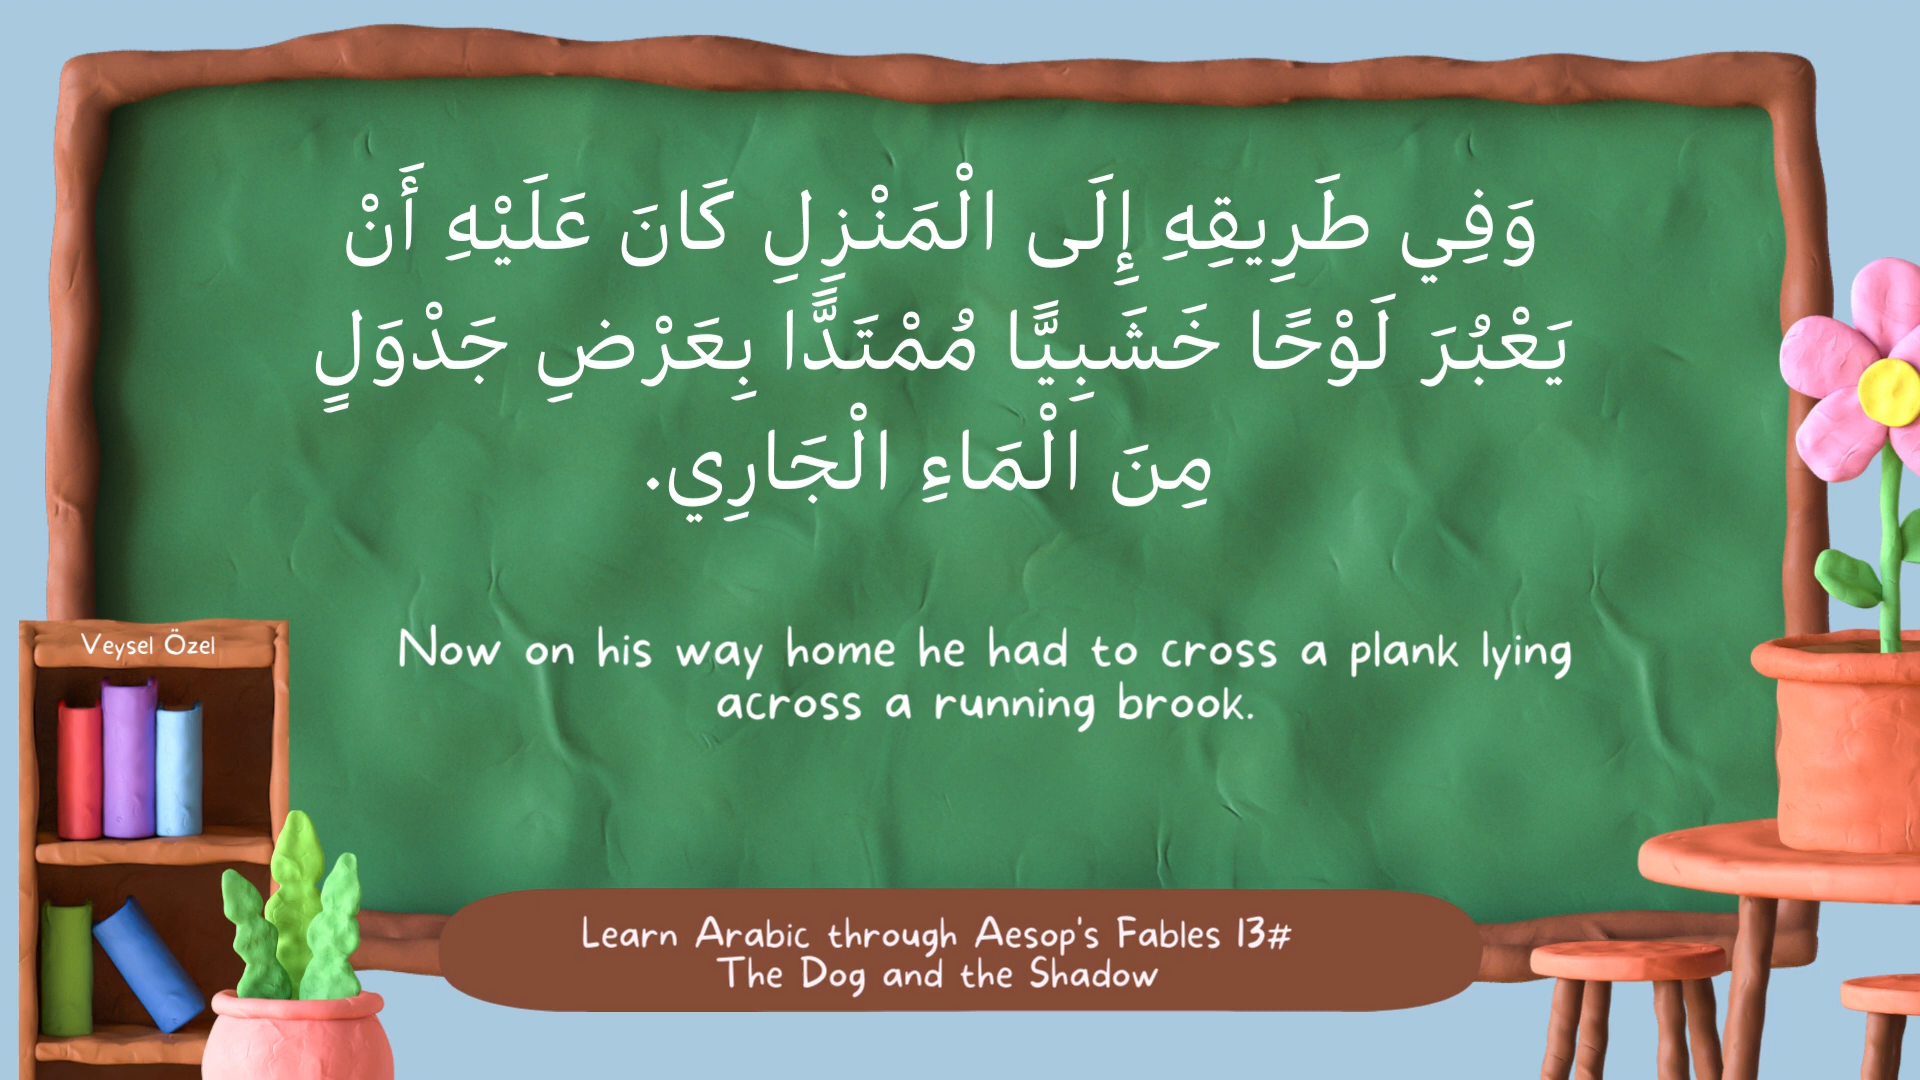 وَفِي طَرِيقِهِ إِلَى الْمَنْزِلِ كَانَ عَلَيْهِ أَنْ
يَعْبُرَ لَوْحًا خَشَبِيًّا مُمْتَدًّا بِعَرْضِ جَدْوَلٍ
مِنَ الْمَاءِ الْجَارِي.
Now on his way home he had to cross a plank lying
across a running brook.
Veysel Özel
Learn Arabic through Aesop's Fables 13#
The Dog and the Shadow